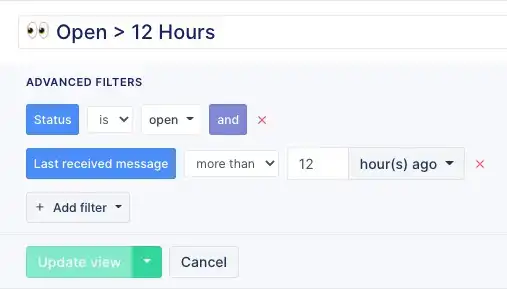 👀 Open > 12 Hours
ADVANCED FILTERS
Status is open and
Last received message more than 12 hour(s) ago
+ Add filter
Update view Cancel